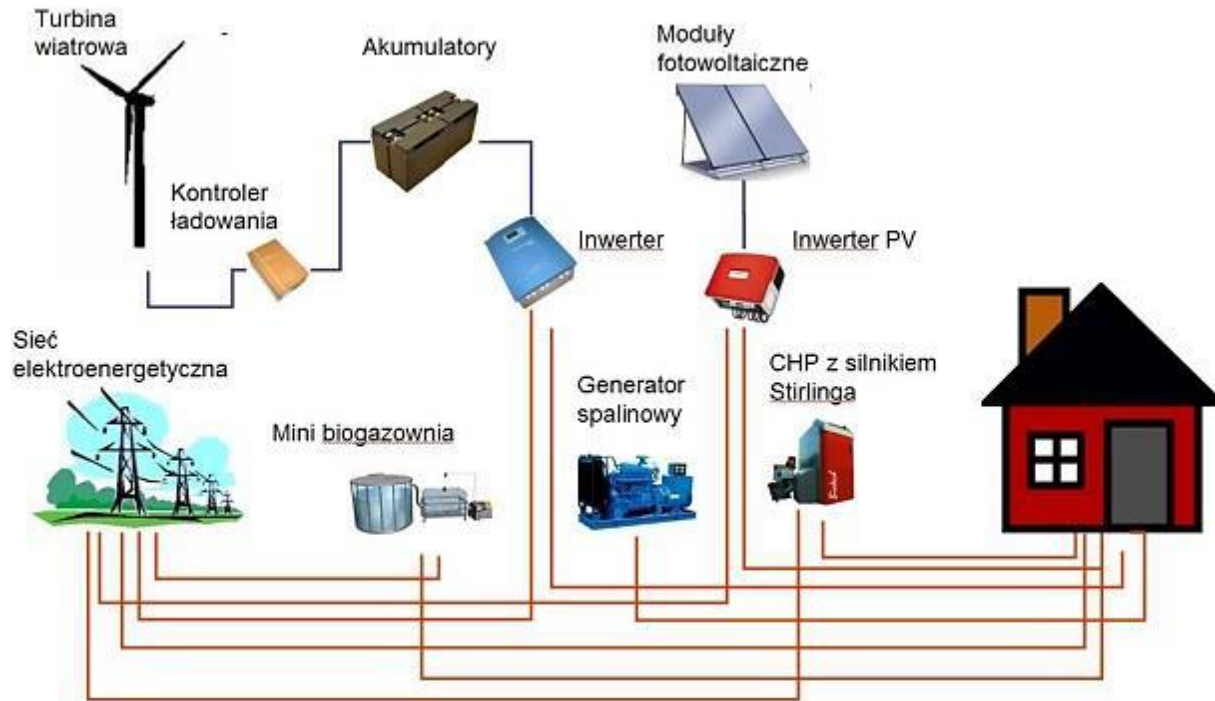 Turbina
wiatrowa
Akumulatory
Moduły
fotowoltaiczne
Kontroler
ładowania
Inwerter
Inwerter PV
Sieć
elektroenergetyczna
Mini biogazownia
Generator
spalinowy
CHP z silnikiem
Stirlinga